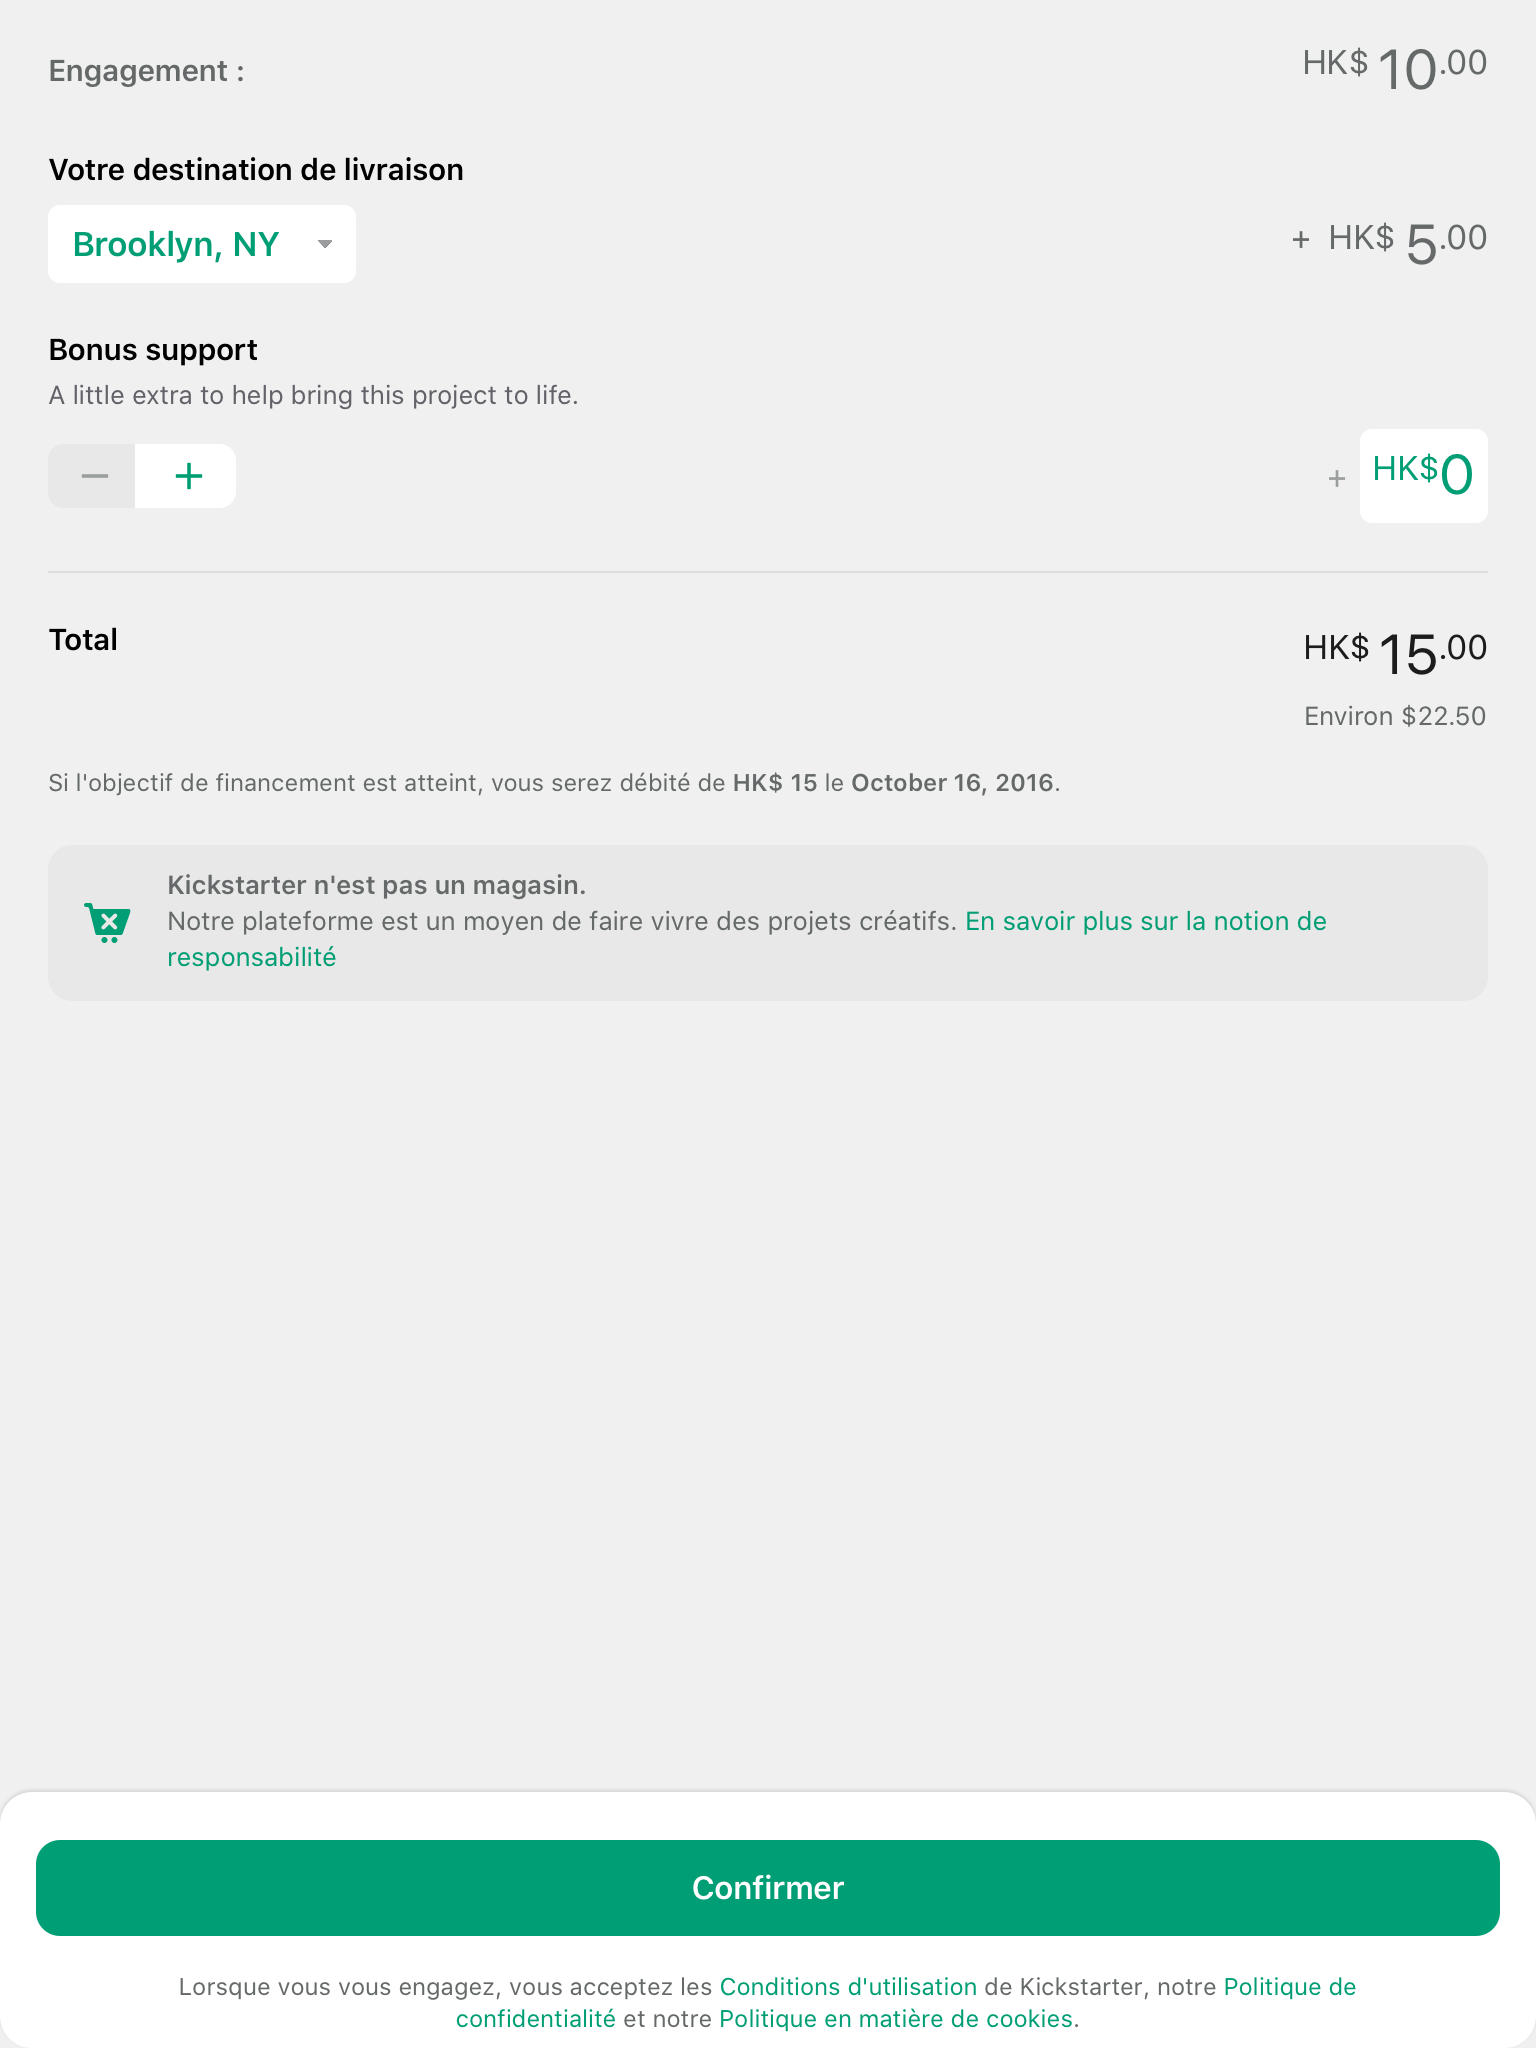 Engagement :
HK$ 10.00
Votre destination de livraison
Brooklyn, NY
+ HK$ 5.00
Bonus support
A little extra to help bring this project to life.
− +
+ HK$0
Total
HK$ 15.00
Environ $22.50
Si l'objectif de financement est atteint, vous serez débité de HK$ 15 le October 16, 2016.
Kickstarter n'est pas un magasin.
Notre plateforme est un moyen de faire vivre des projets créatifs. En savoir plus sur la notion de
responsabilité
Confirmer
Lorsque vous vous engagez, vous acceptez les Conditions d'utilisation de Kickstarter, notre Politique de
confidentialité et notre Politique en matière de cookies.